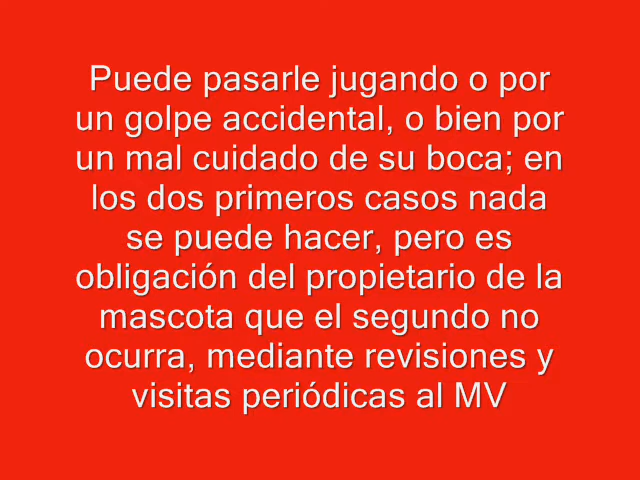 Puede pasarle jugando o por
un golpe accidental, o bien por
un mal cuidado de su boca; en
los dos primeros casos nada
se puede hacer, pero es
obligación del propietario de la
mascota que el segundo no
ocurra, mediante revisiones y
visitas periódicas al MV